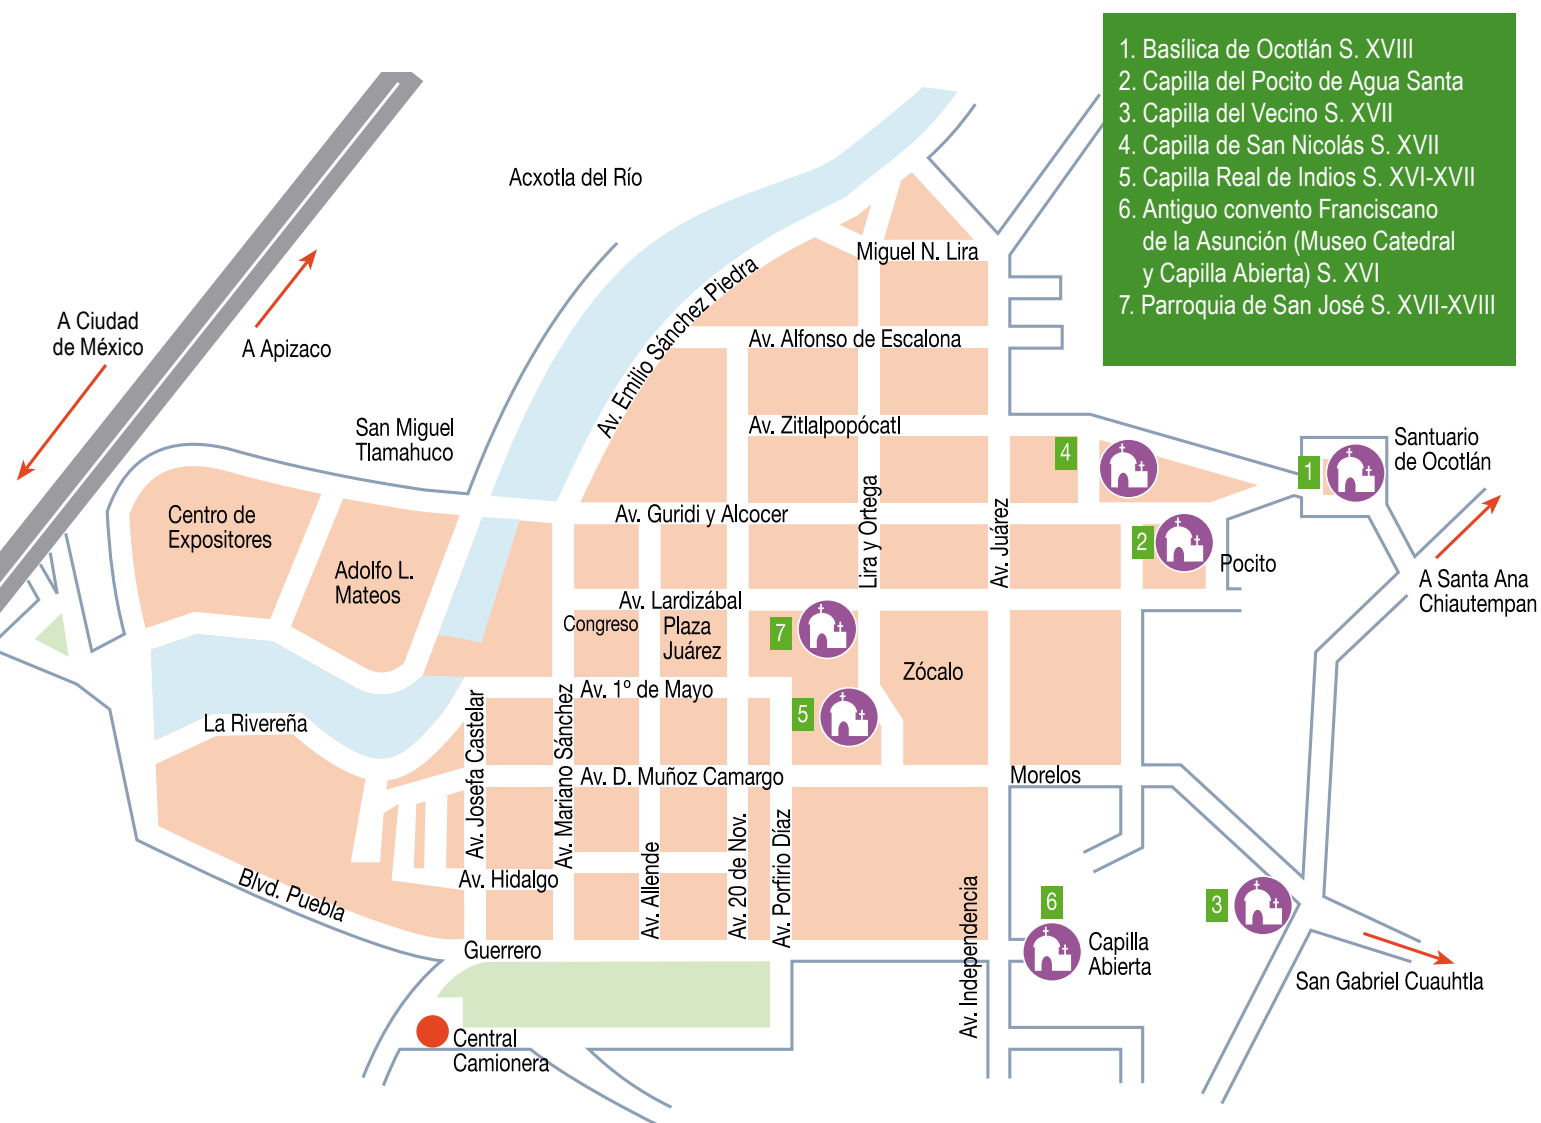 1. Basílica de Ocotlán S. XVIII
2. Capilla del Pocito de Agua Santa
3. Capilla del Vecino S. XVII
4. Capilla de San Nicolás S. XVII
5. Capilla Real de Indios S. XVI-XVII
6. Antiguo convento Franciscano
de la Asunción (Museo Catedral
y Capilla Abierta) S. XVI
7. Parroquia de San José S. XVII-XVIII
Acxotla del Río
Miguel N. Lira
A Ciudad
de México
A Apizaco
Av. Emilio Sánchez Piedra
Av. Alfonso de Escalona
San Miguel
Tlamahuco
Av. Zitlalpopócatl
4
1
Santuario
de Ocotlán
Centro de
Expositores
Av. Guridi y Alcocer
Lira y Ortega
Av. Juárez
2
Pocito
Adolfo L.
Mateos
A Santa Ana
Chiautempan
Av. Lardizábal
Congreso
Plaza
Juárez
7
Zócalo
Av. 1º de Mayo
5
La Rivereña
Av. Josefa Castelar
Av. Mariano Sánchez
Av. D. Muñoz Camargo
Morelos
Av. Hidalgo
Av. Allende
Av. 20 de Nov.
Av. Porfirio Díaz
Blvd. Puebla
Av. Independencia
6
3
Capilla
Abierta
Guerrero
San Gabriel Cuauhtla
Central
Camionera